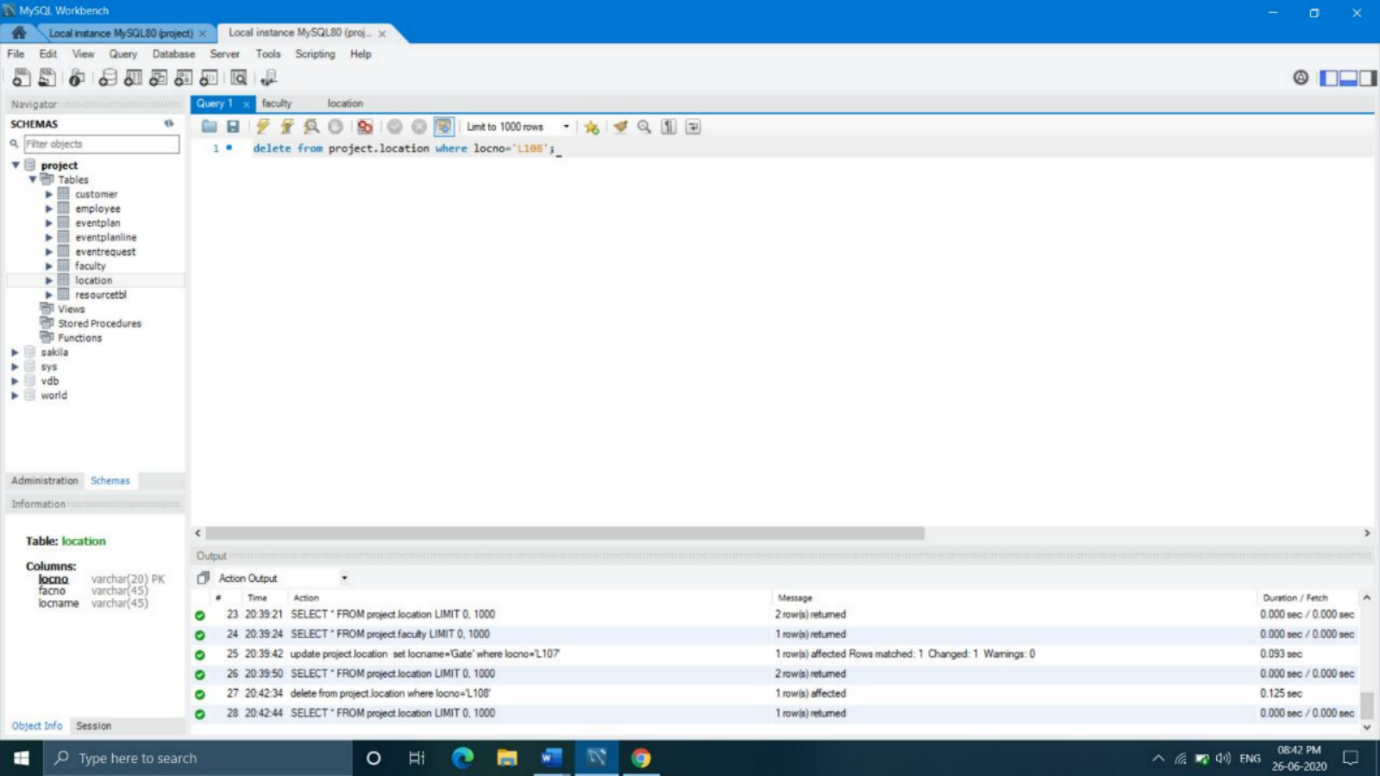 MySQL Workbench
Local instance MySQL80 (project)
Local instance MySQL80 (proj...
File Edit View Query Database Server Tools Scripting Help
Navigator
SCHEMAS
Filter objects
project
Tables
customer
employee
eventplan
eventplanline
eventrequest
faculty
location
resourcetbl
Views
Stored Procedures
Functions
sakila
sys
vdb
world
Administration Schemas
Information
Table: location
Columns:
locno varchar(20) PK
facno varchar(45)
locname varchar(45)
Object Info Session
Query 1 faculty location
Limit to 1000 rows
1 delete from project.location where locno='L108';
Output
Action Output
# Time Action Message Duration / Fetch
23 20:39:21 SELECT * FROM project.location LIMIT 0, 1000 2 row(s) returned 0.000 sec / 0.000 sec
24 20:39:24 SELECT * FROM project.faculty LIMIT 0, 1000 1 row(s) returned 0.000 sec / 0.000 sec
25 20:39:42 update project.location set locname='Gate' where locno='L107' 1 row(s) affected Rows matched: 1 Changed: 1 Warnings: 0 0.093 sec
26 20:39:50 SELECT * FROM project.location LIMIT 0, 1000 2 row(s) returned 0.000 sec / 0.000 sec
27 20:42:34 delete from project.location where locno='L108' 1 row(s) affected 0.125 sec
28 20:42:44 SELECT * FROM project.location LIMIT 0, 1000 1 row(s) returned 0.000 sec / 0.000 sec
Type here to search
ENG
08:42 PM
26-06-2020